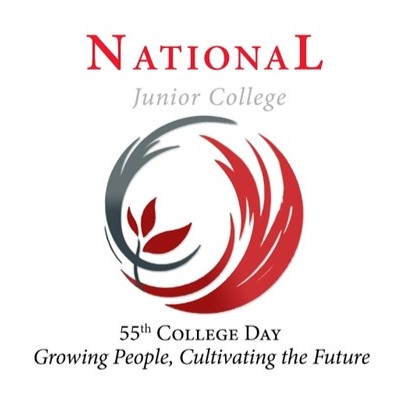 NATIONAL
Junior College
55th COLLEGE DAY
Growing People, Cultivating the Future